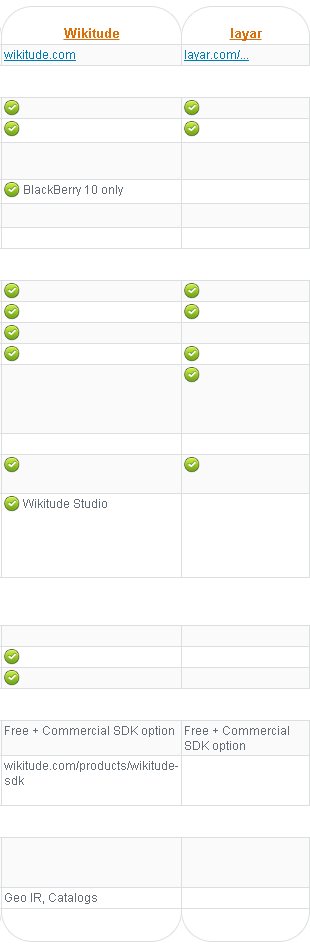 Wikitude
layar
wikitude.com
layar.com/...
BlackBerry 10 only
Wikitude Studio
Free + Commercial SDK option
Free + Commercial
SDK option
wikitude.com/products/wikitude-
sdk
Geo IR, Catalogs